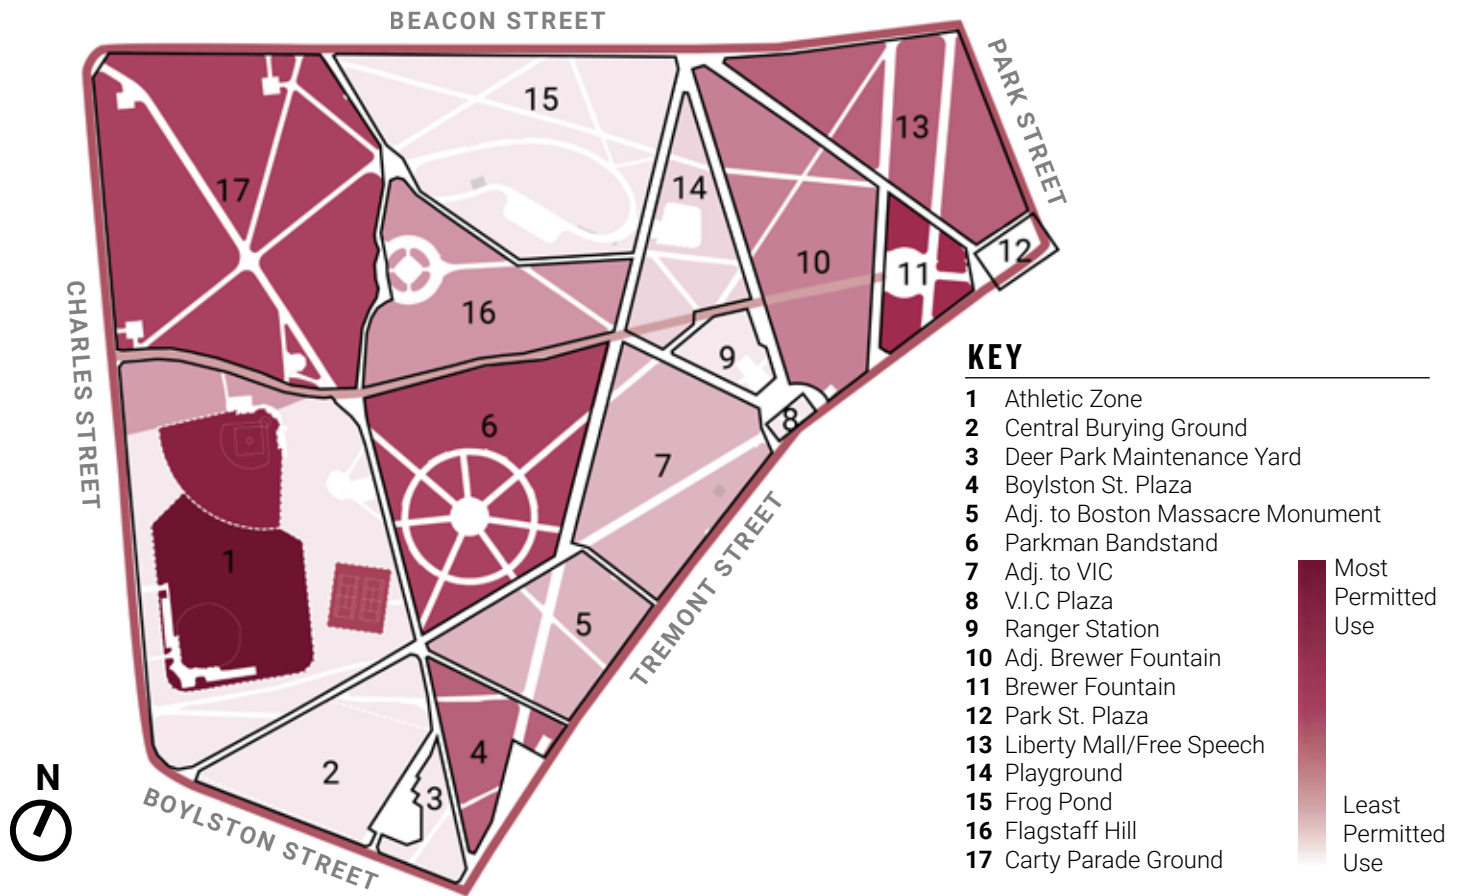 BEACON STREET
PARK STREET
15
13
14
17
12
10
11
16
CHARLES STREET
9
8
6
7
1
5
TREMONT STREET
4
2
3
N
BOYLSTON STREET
KEY
1 Athletic Zone
2 Central Burying Ground
3 Deer Park Maintenance Yard
4 Boylston St. Plaza
5 Adj. to Boston Massacre Monument
6 Parkman Bandstand
7 Adj. to VIC
8 V.I.C Plaza
9 Ranger Station
10 Adj. Brewer Fountain
11 Brewer Fountain
12 Park St. Plaza
13 Liberty Mall/Free Speech
14 Playground
15 Frog Pond
16 Flagstaff Hill
17 Carty Parade Ground
Most
Permitted
Use
Least
Permitted
Use